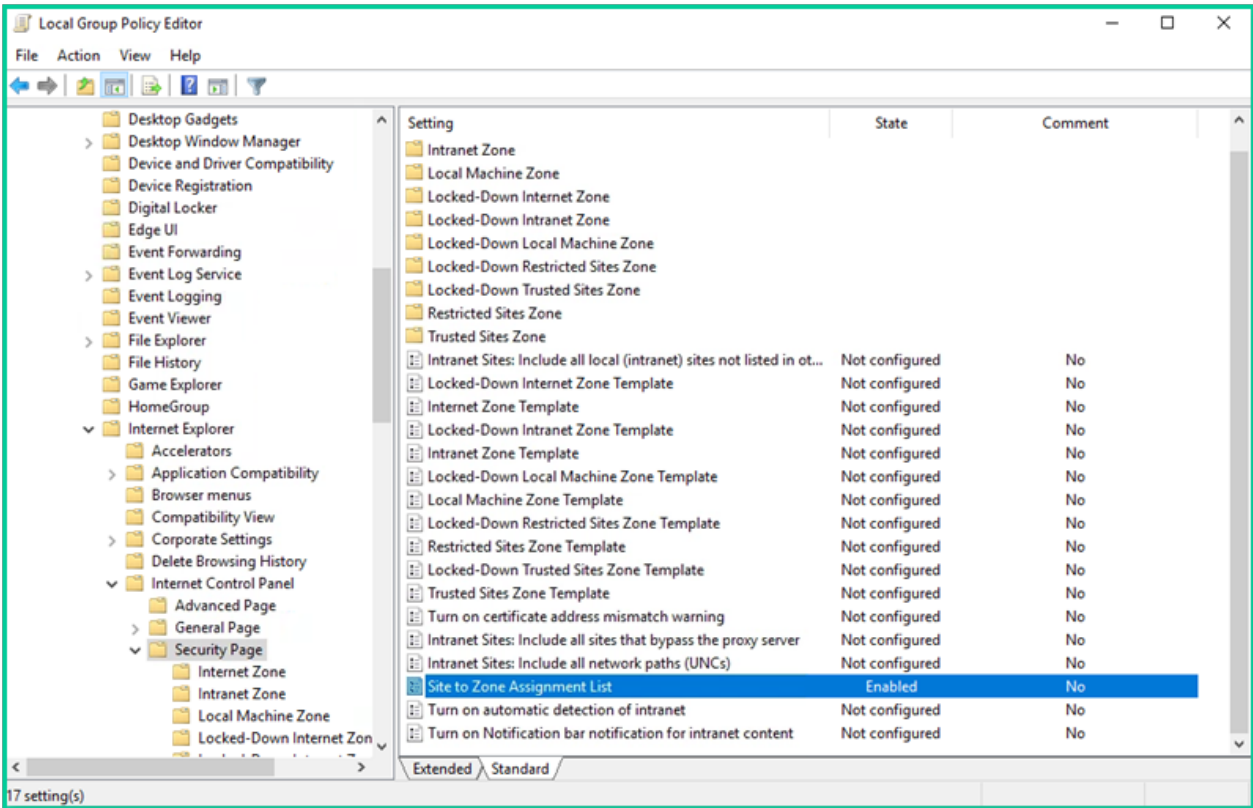 Local Group Policy Editor
File Action View Help
Desktop Gadgets
Desktop Window Manager
Device and Driver Compatibility
Device Registration
Digital Locker
Edge UI
Event Forwarding
Event Log Service
Event Logging
Event Viewer
File Explorer
File History
Game Explorer
HomeGroup
Internet Explorer
Accelerators
Application Compatibility
Browser menus
Compatibility View
Corporate Settings
Delete Browsing History
Internet Control Panel
Advanced Page
General Page
Security Page
Internet Zone
Intranet Zone
Local Machine Zone
Locked-Down Internet Zon
Setting State Comment
Intranet Zone
Local Machine Zone
Locked-Down Internet Zone
Locked-Down Intranet Zone
Locked-Down Local Machine Zone
Locked-Down Restricted Sites Zone
Locked-Down Trusted Sites Zone
Restricted Sites Zone
Trusted Sites Zone
Intranet Sites: Include all local (intranet) sites not listed in ot... Not configured No
Locked-Down Internet Zone Template Not configured No
Internet Zone Template Not configured No
Locked-Down Intranet Zone Template Not configured No
Intranet Zone Template Not configured No
Locked-Down Local Machine Zone Template Not configured No
Local Machine Zone Template Not configured No
Locked-Down Restricted Sites Zone Template Not configured No
Restricted Sites Zone Template Not configured No
Locked-Down Trusted Sites Zone Template Not configured No
Trusted Sites Zone Template Not configured No
Turn on certificate address mismatch warning Not configured No
Intranet Sites: Include all sites that bypass the proxy server Not configured No
Intranet Sites: Include all network paths (UNCs) Not configured No
Site to Zone Assignment List Enabled No
Turn on automatic detection of intranet Not configured No
Turn on Notification bar notification for intranet content Not configured No
Extended Standard
17 setting(s)